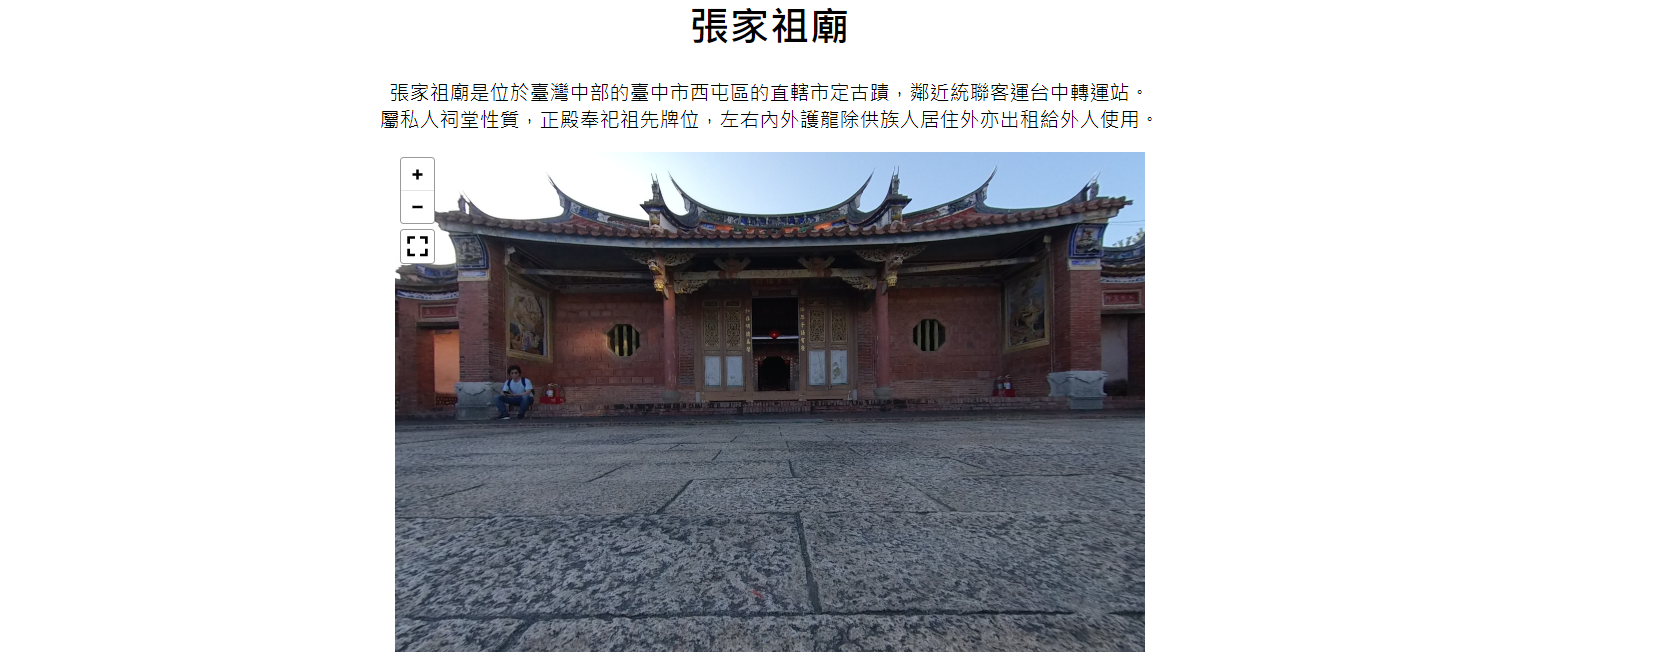 張家祖廟
張家祖廟是位於臺灣中部的臺中市西屯區的直轄市定古蹟，鄰近統聯客運台中轉運站。
屬私人祠堂性質，正殿奉祀祖先牌位，左右內外護龍除供族人居住外亦出租給外人使用。
+
−